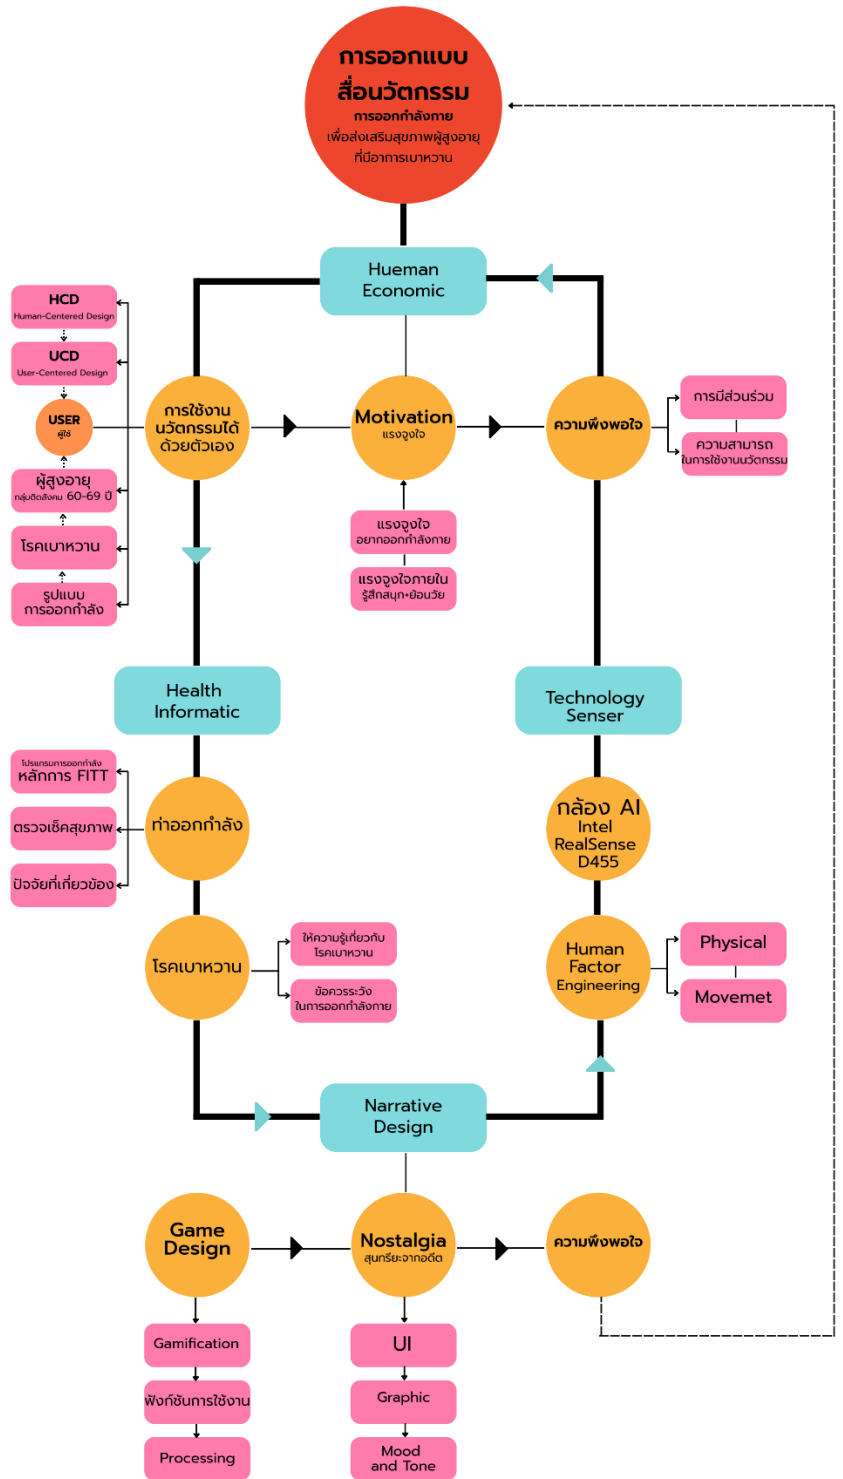 การออกแบบ
สื่อนวัตกรรม
การออกกำลังกาย
เพื่อส่งเสริมสุขภาพผู้สูงอายุ
ที่มีอาการเบาหวาน
Hueman
Economic
HCD
Human-Centered Design
UCD
User-Centered Design
USER
ผู้ใช้
ผู้สูงอายุ
กลุ่มติดสังคม 60-69 ปี
โรคเบาหวาน
รูปแบบ
การออกกำลัง
การใช้งาน
นวัตกรรมได้
ด้วยตัวเอง
Motivation
แรงจูงใจ
แรงจูงใจ
อยากออกกำลังกาย
แรงจูงใจภายใน
รู้สึกสนุก+ย้อนวัย
ความพึงพอใจ
การมีส่วนร่วม
ความสามารถ
ในการใช้งานนวัตกรรม
Health
Informatic
Technology
Senser
โปรแกรมการออกกำลัง
หลักการ FITT
ตรวจเช็คสุขภาพ
ปัจจัยที่เกี่ยวข้อง
ท่าออกกำลัง
กล้อง AI
Intel
RealSense
D455
โรคเบาหวาน
ให้ความรู้เกี่ยวกับ
โรคเบาหวาน
ข้อควรระวัง
ในการออกกำลังกาย
Human
Factor
Engineering
Physical
Movemet
Narrative
Design
Game
Design
Nostalgia
สุนทรียะจากอดีต
ความพึงพอใจ
Gamification
ฟังก์ชันการใช้งาน
Processing
UI
Graphic
Mood
and Tone